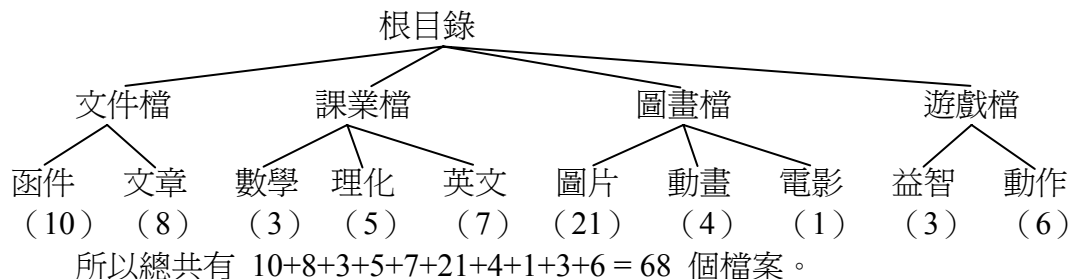 根目錄
文件檔 課業檔 圖畫檔 遊戲檔
函件 文章 數學 理化 英文 圖片 動畫 電影 益智 動作
（10） （8） （3） （5） （7） （21） （4） （1） （3） （6）
所以總共有 10+8+3+5+7+21+4+1+3+6 = 68 個檔案。